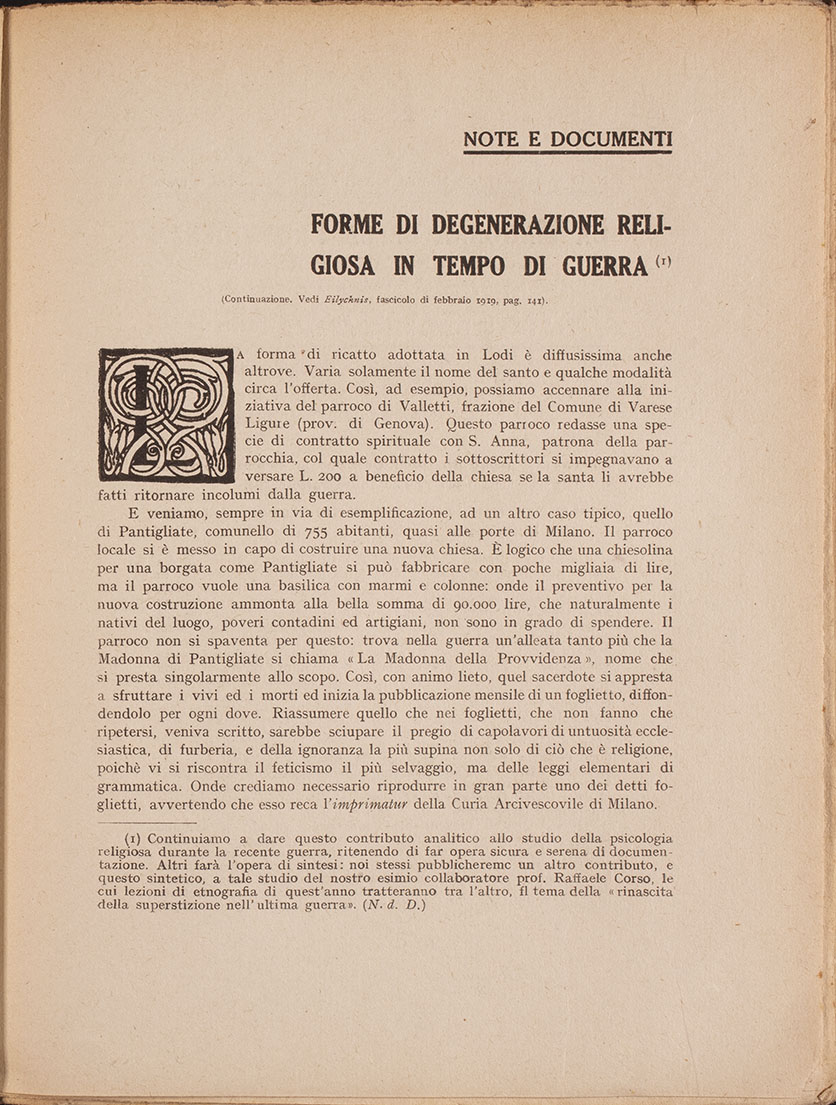 NOTE E DOCUMENTI
FORME DI DEGENERAZIONE RELI-
GIOSA IN TEMPO DI GUERRA (1)
(Continuazione. Vedi Bilychnis, fascicolo di febbraio 1919, pag. 141).
LA forma di ricatto adottata in Lodi è diffusissima anche
altrove. Varia solamente il nome del santo e qualche modalità
circa l'offerta. Così, ad esempio, possiamo accennare alla ini-
ziativa del parroco di Valletti, frazione del Comune di Varese
Ligure (prov. di Genova). Questo parroco redasse una spe-
cie di contratto spirituale con S. Anna, patrona della par-
rocchia, col quale contratto i sottoscrittori si impegnavano a
versare L. 200 a beneficio della chiesa se la santa li avrebbe
fatti ritornare incolumi dalla guerra.
E veniamo, sempre in via di esemplificazione, ad un altro caso tipico, quello
di Pantigliate, comunello di 755 abitanti, quasi alle porte di Milano. Il parroco
locale si è messo in capo di costruire una nuova chiesa. È logico che una chiesolina
per una borgata come Pantigliate si può fabbricare con poche migliaia di lire,
ma il parroco vuole una basilica con marmi e colonne: onde il preventivo per la
nuova costruzione ammonta alla bella somma di 90.000 lire, che naturalmente i
nativi del luogo, poveri contadini ed artigiani, non sono in grado di spendere. Il
parroco non si spaventa per questo: trova nella guerra un'alleata tanto più che la
Madonna di Pantigliate si chiama « La Madonna della Provvidenza », nome che
si presta singolarmente allo scopo. Così, con animo lieto, quel sacerdote si appresta
a sfruttare i vivi ed i morti ed inizia la pubblicazione mensile di un foglietto, diffon-
dendolo per ogni dove. Riassumere quello che nei foglietti, che non fanno che
ripetersi, veniva scritto, sarebbe sciupare il pregio di capolavori di untuosità eccle-
siastica, di furberia, e della ignoranza la più supina non solo di ciò che è religione,
poichè vi si riscontra il feticismo il più selvaggio, ma delle leggi elementari di
grammatica. Onde crediamo necessario riprodurre in gran parte uno dei detti fo-
glietti, avvertendo che esso reca l'imprimatur della Curia Arcivescovile di Milano.
(1) Continuiamo a dare questo contributo analitico allo studio della psicologia
religiosa durante la recente guerra, ritenendo di far opera sicura e serena di documen-
tazione. Altri farà l'opera di sintesi: noi stessi pubblicheremc un altro contributo, e
questo sintetico, a tale studio del nostro esimio collaboratore prof. Raffaele Corso, le
cui lezioni di etnografia di quest'anno tratteranno tra l'altro, il tema della « rinascita
della superstizione nell'ultima guerra ». (N. d. D.)